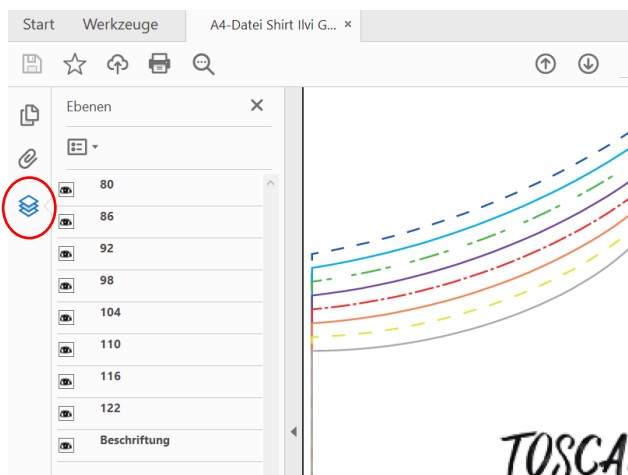 Start Werkzeuge A4-Datei Shirt Ilvi G... ×
Ebenen
80
86
92
98
104
110
116
122
Beschriftung
TOSCA